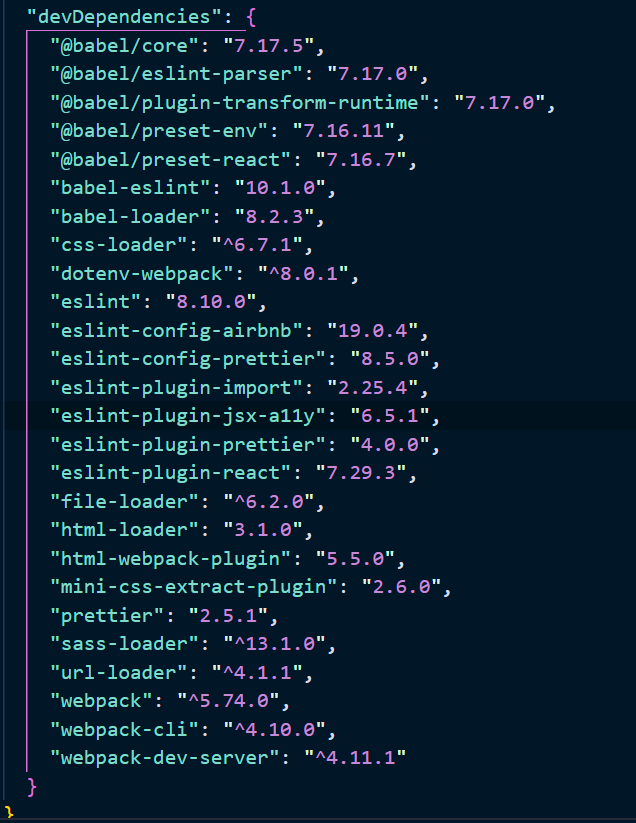 "devDependencies": {
"@babel/core": "7.17.5",
"@babel/eslint-parser": "7.17.0",
"@babel/plugin-transform-runtime": "7.17.0",
"@babel/preset-env": "7.16.11",
"@babel/preset-react": "7.16.7",
"babel-eslint": "10.1.0",
"babel-loader": "8.2.3",
"css-loader": "^6.7.1",
"dotenv-webpack": "^8.0.1",
"eslint": "8.10.0",
"eslint-config-airbnb": "19.0.4",
"eslint-config-prettier": "8.5.0",
"eslint-plugin-import": "2.25.4",
"eslint-plugin-jsx-a11y": "6.5.1",
"eslint-plugin-prettier": "4.0.0",
"eslint-plugin-react": "7.29.3",
"file-loader": "^6.2.0",
"html-loader": "3.1.0",
"html-webpack-plugin": "5.5.0",
"mini-css-extract-plugin": "2.6.0",
"prettier": "2.5.1",
"sass-loader": "^13.1.0",
"url-loader": "^4.1.1",
"webpack": "^5.74.0",
"webpack-cli": "^4.10.0",
"webpack-dev-server": "^4.11.1"
}
}